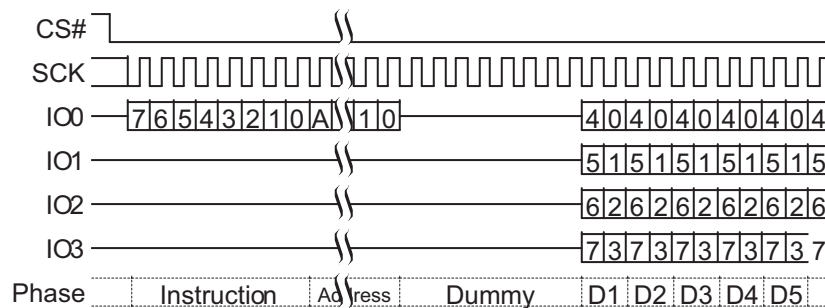 CS#
SCK
IO0 7 6 5 4 3 2 1 0 A 1 0 4 0 4 0 4 0 4 0 4 0 4
IO1 5 1 5 1 5 1 5 1 5 1 5
IO2 6 2 6 2 6 2 6 2 6 2 6
IO3 7 3 7 3 7 3 7 3 7 3 7
Phase Instruction Address Dummy D1 D2 D3 D4 D5